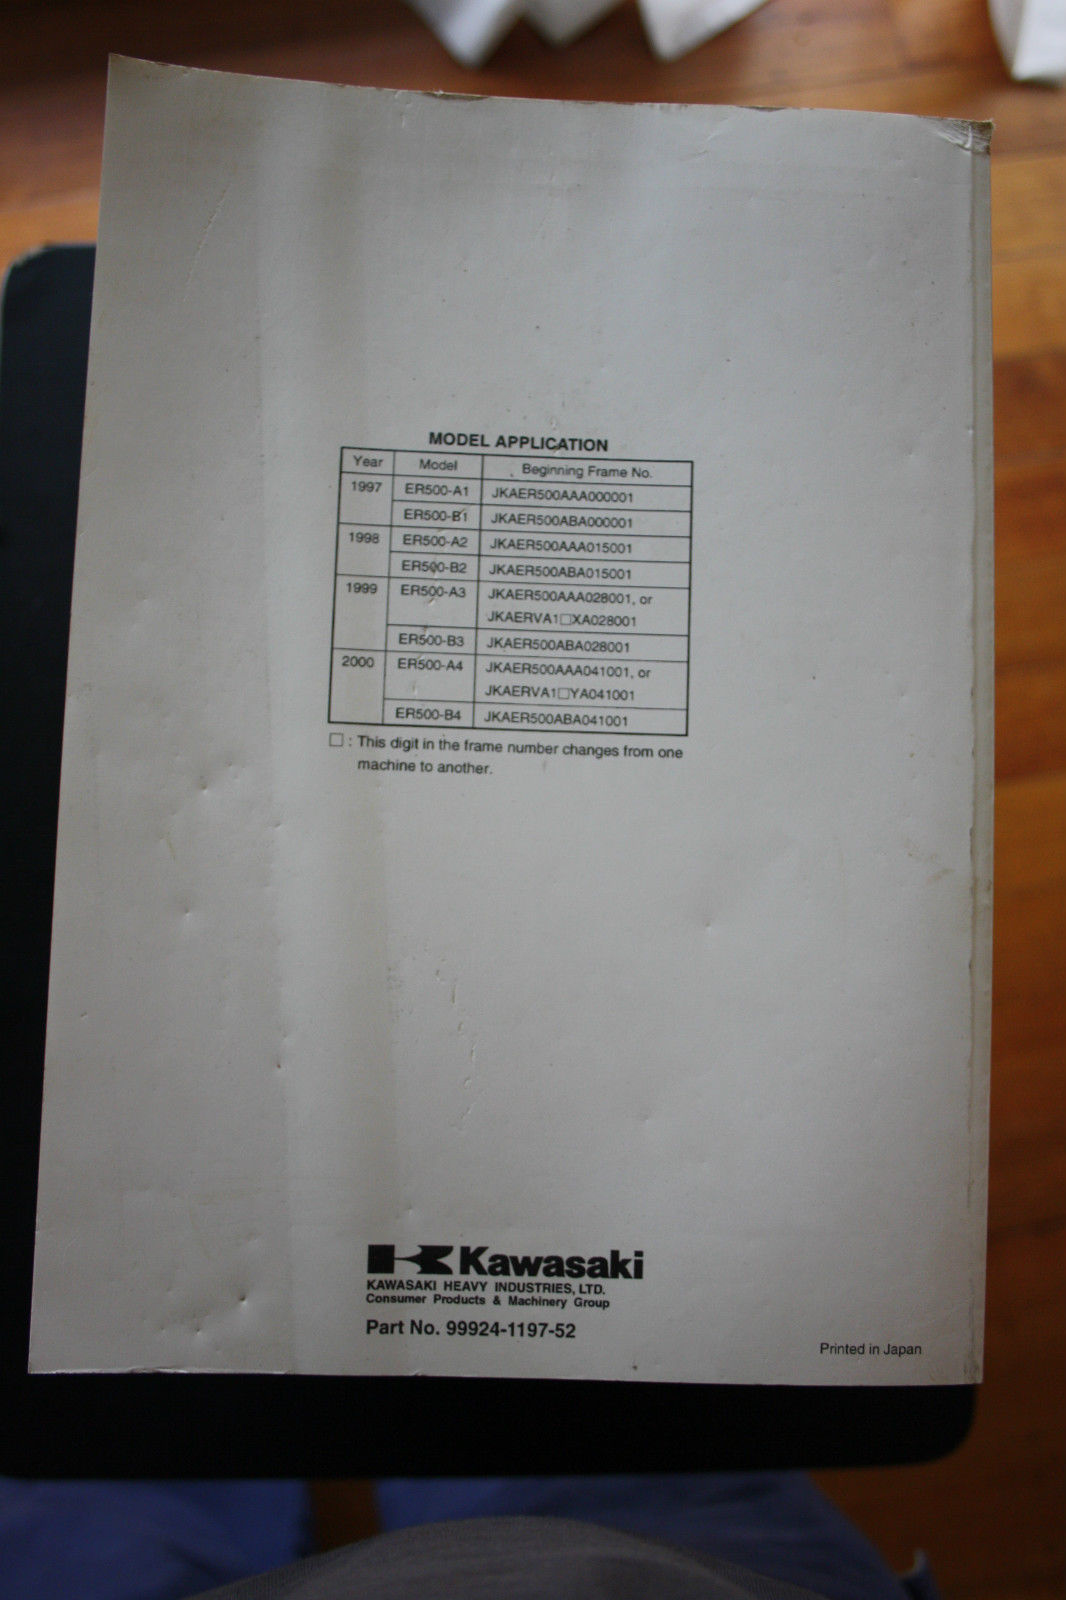 MODEL APPLICATION
Year Model Beginning Frame No.
1997 ER500-A1 JKAER500AAA000001
ER500-B1 JKAER500ABA000001
1998 ER500-A2 JKAER500AAA015001
ER500-B2 JKAER500ABA015001
1999 ER500-A3 JKAER500AAA028001, or
JKAERVA1□XA028001
ER500-B3 JKAER500ABA028001
2000 ER500-A4 JKAER500AAA041001, or
JKAERVA1□YA041001
ER500-B4 JKAER500ABA041001
□ : This digit in the frame number changes from one
machine to another.
Kawasaki
KAWASAKI HEAVY INDUSTRIES, LTD.
Consumer Products & Machinery Group
Part No. 99924-1197-52
Printed in Japan